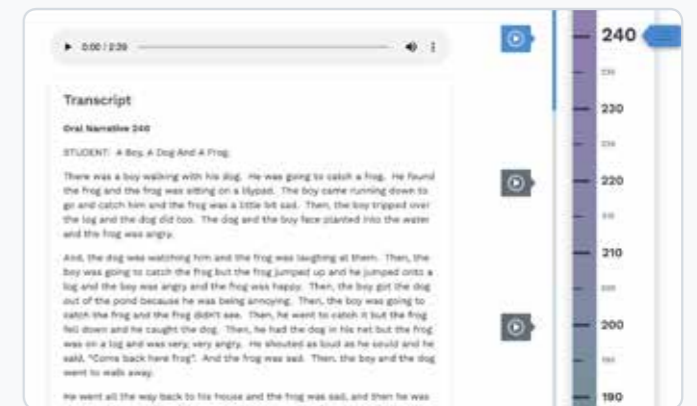 0:00 / 2:39
Transcript
Oral Narrative 240
STUDENT: A Boy, A Dog And A Frog.
There was a boy walking with his dog. He was going to catch a frog. He found
the frog and the frog was sitting on a lilypad. The boy came running down to
go and catch him and the frog was a little bit sad. Then, the boy tripped over
the log and the dog did too. The dog and the boy face planted into the water
and the frog was angry.
And, the dog was watching him and the frog was laughing at them. Then, the
boy was going to catch the frog but the frog jumped up and he jumped onto a
log and the boy was angry and the frog was happy. Then, the boy got the dog
out of the pond because he was being annoying. Then, the boy was going to
catch the frog and the frog didn't see. Then, he went to catch it but the frog
fell down and he caught the dog. Then, he had the dog in his net but the frog
was on a log and was very, very angry. He shouted as loud as he could and he
said, "Come back here frog". And the frog was sad. Then, the boy and the dog
went to walk away.
He went all the way back to his house and the frog was sad, and then he was
240
230
220
210
200
190